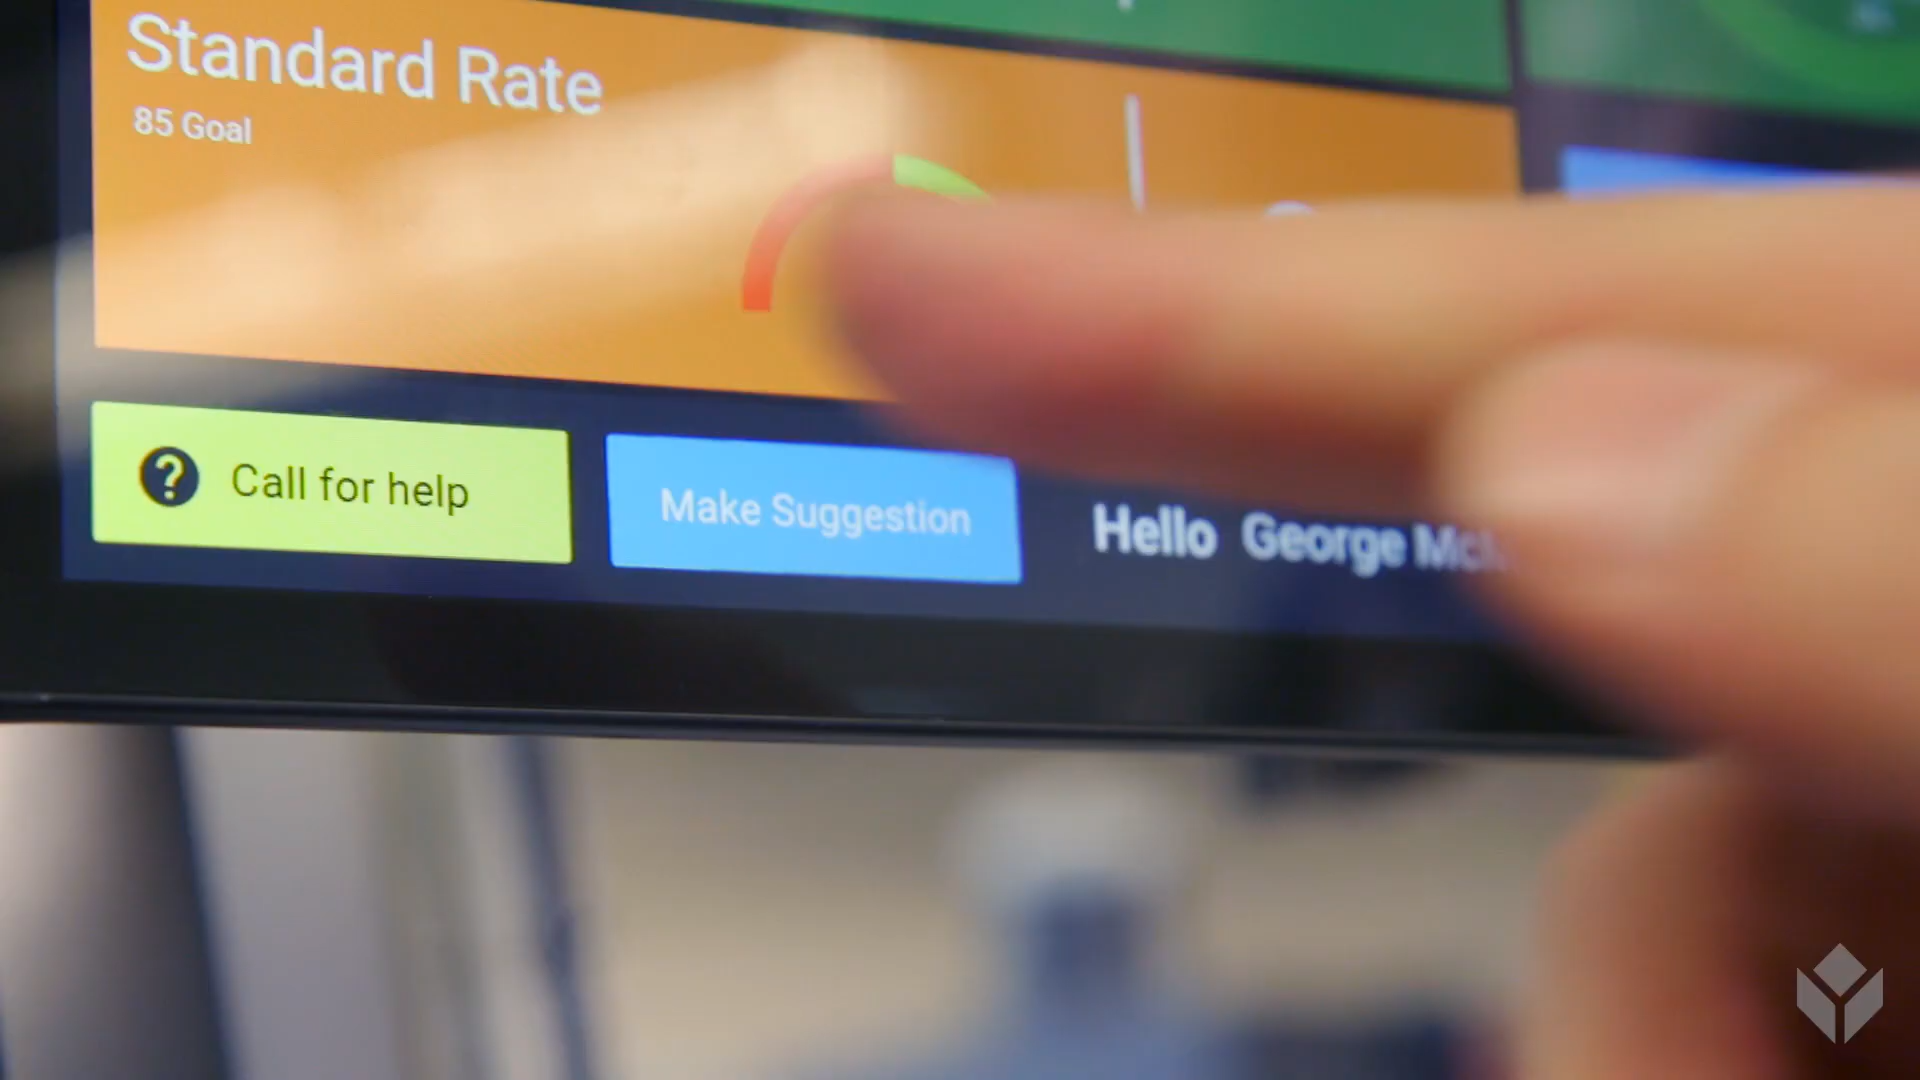 Standard Rate
85 Goal
Call for help
Make Suggestion
Hello George